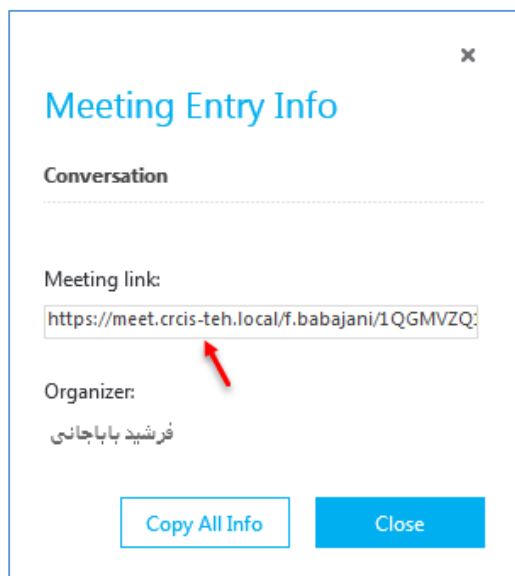 Meeting Entry Info
Conversation
Meeting link:
https://meet.crcis-teh.local/f.babajani/1QGMVZQ
Organizer:
فرشید باباجانی
Copy All Info
Close